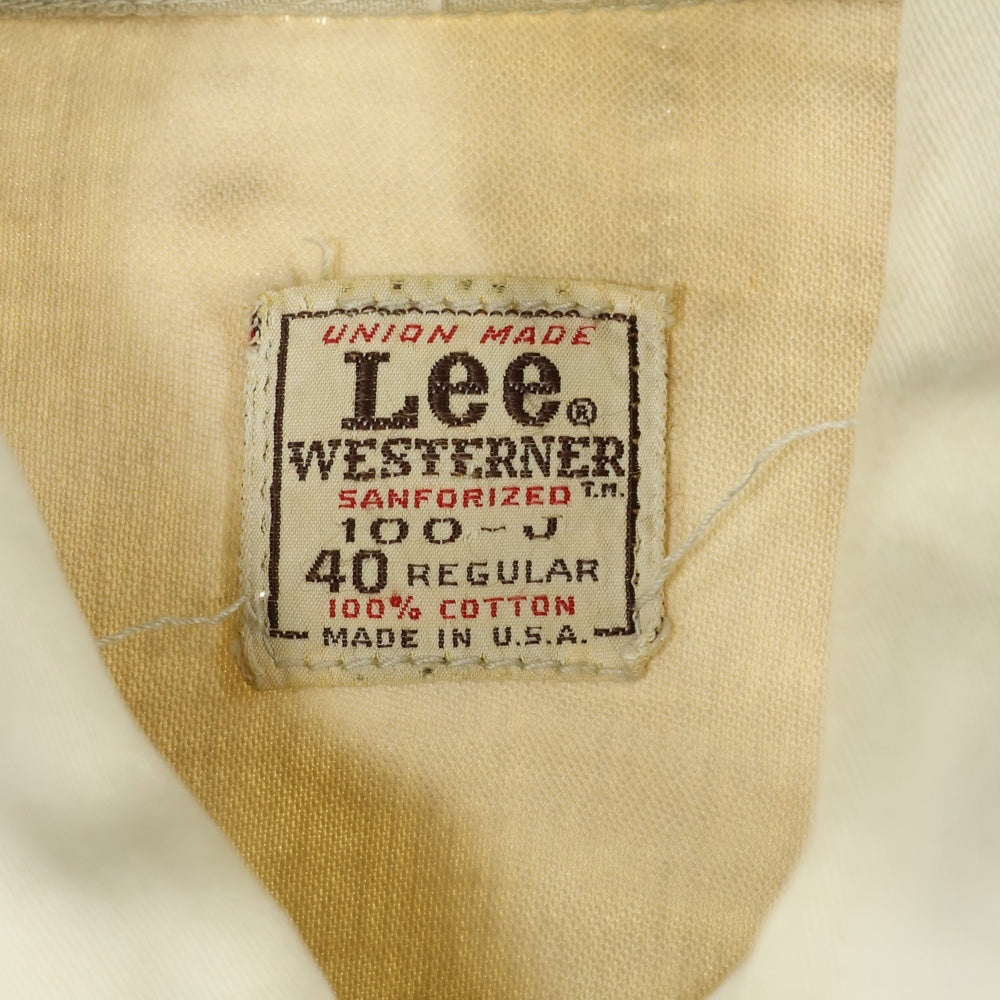 UNION MADE
Lee®
WESTERNER
SANFORIZED T.M.
100-J
40 REGULAR
100% COTTON
MADE IN U.S.A.